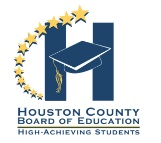 H
HOUSTON COUNTY
BOARD OF EDUCATION
HIGH-ACHIEVING STUDENTS